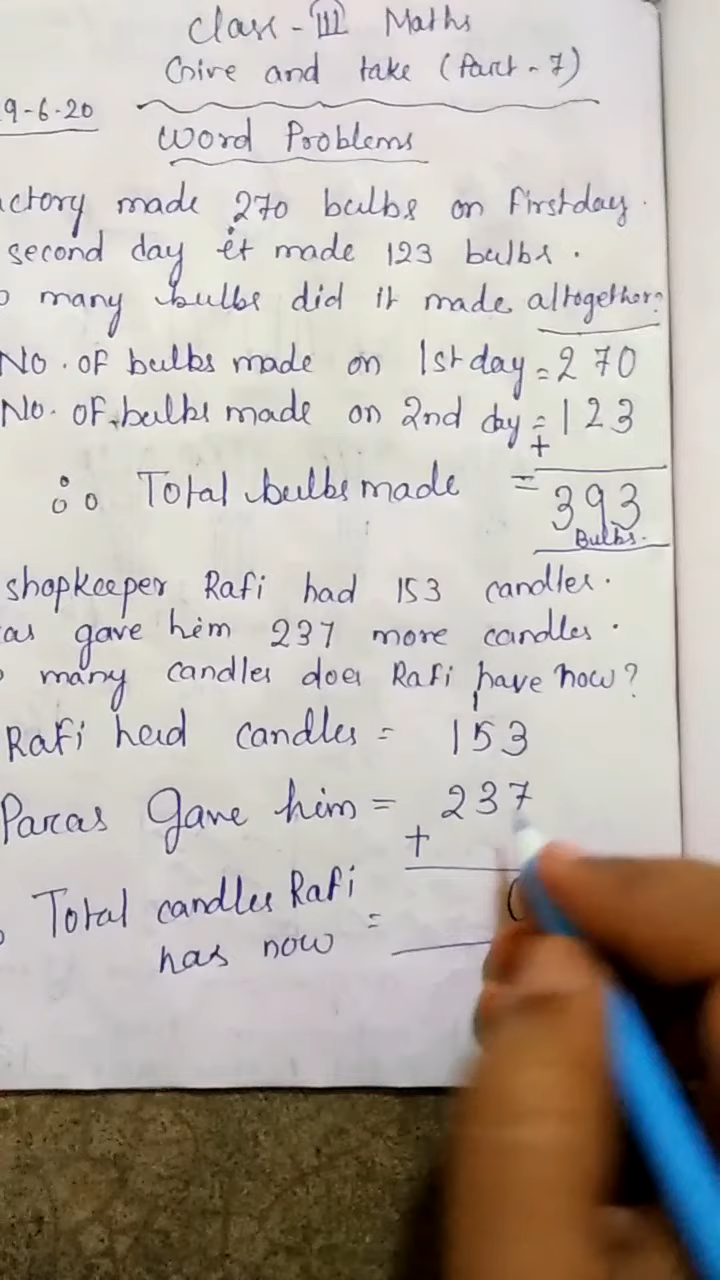 Class - III Maths
Give and take (Part - 7)
9-6-20
Word Problems
actory made 270 bulbs on firstday.
second day it made 123 bulbs.
many bulbs did it made altogether?
No. of bulbs made on 1st day = 270
No. of bulbs made on 2nd day = 123
+
∴ Total bulbs made = 393
Bulbs.
shopkeeper Rafi had 153 candles.
as gave him 237 more candles.
many candles does Rafi have now?
1
Rafi had candles = 153
Paras gave him = 237
+
Total candles Rafi
has now = 0